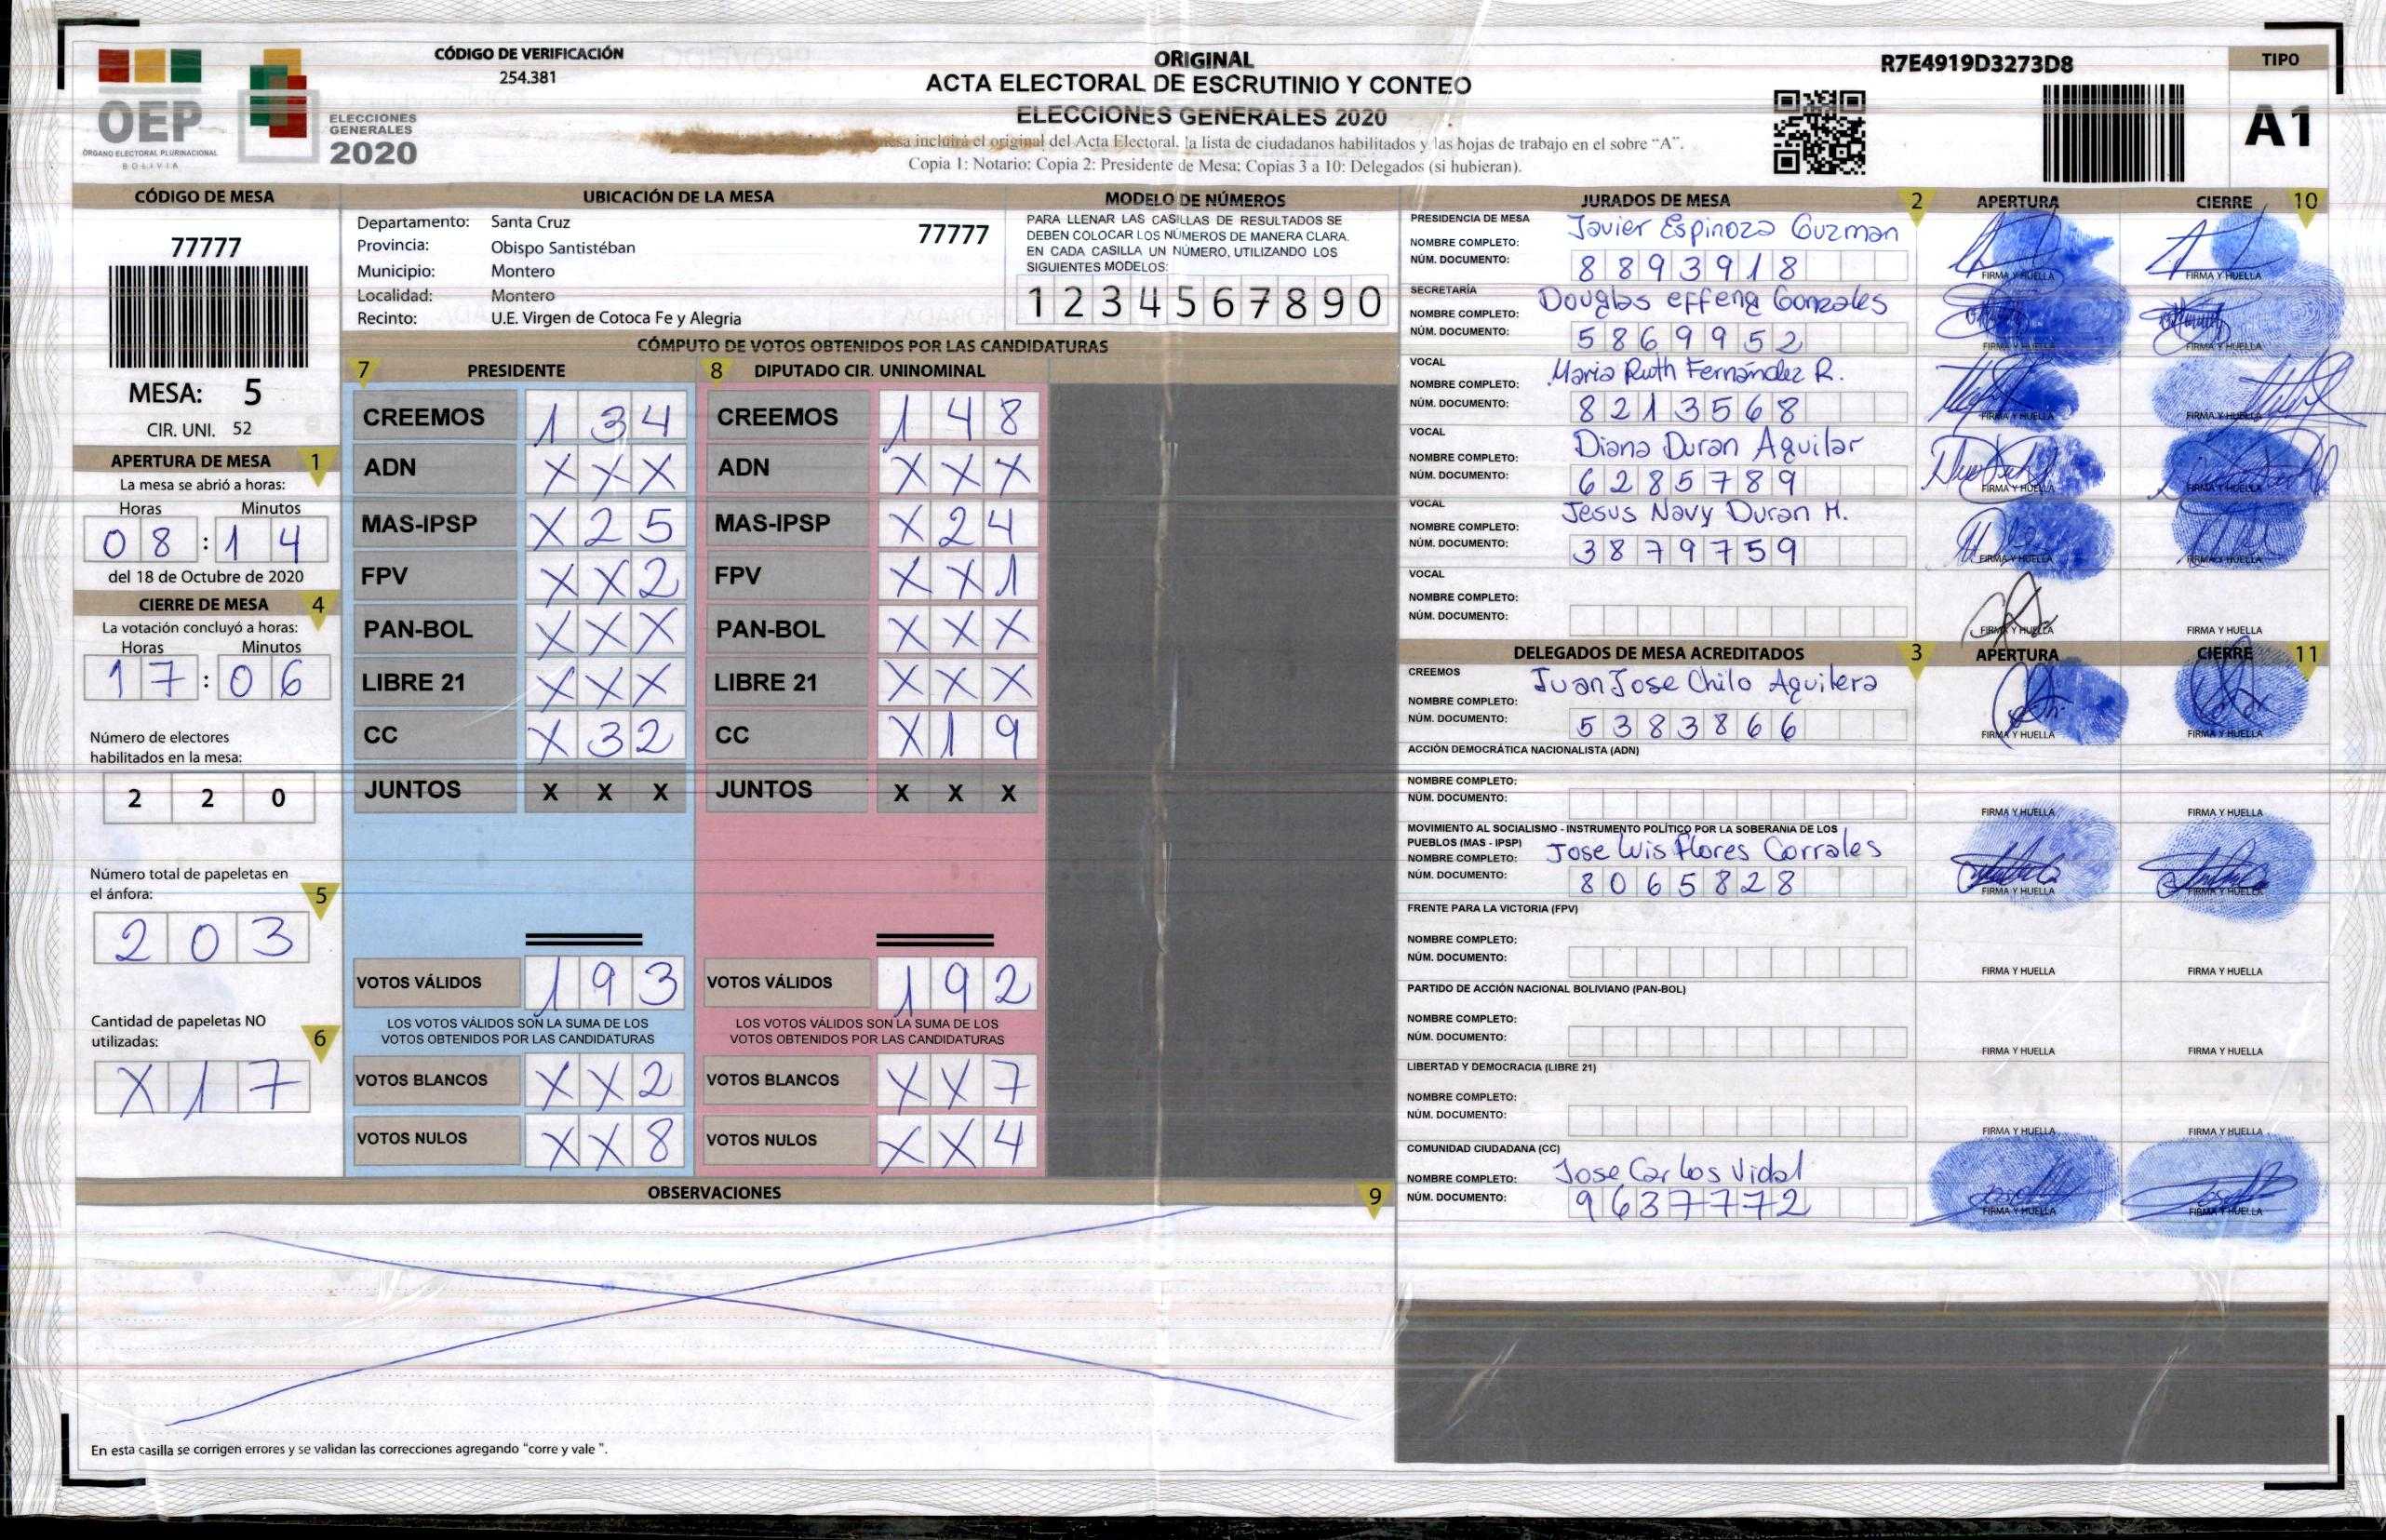 CÓDIGO DE VERIFICACIÓN
254.381
ORIGINAL
ACTA ELECTORAL DE ESCRUTINIO Y CONTEO
ELECCIONES GENERALES 2020
incluirá el original del Acta Electoral, la lista de ciudadanos habilitados y las hojas de trabajo en el sobre "A".
Copia 1: Notario; Copia 2: Presidente de Mesa; Copias 3 a 10: Delegados (si hubieran).
R7E4919D3273D8
TIPO
A1
OEP
ÓRGANO ELECTORAL PLURINACIONAL
BOLIVIA
ELECCIONES
GENERALES
2020
CÓDIGO DE MESA
77777
MESA: 5
CIR. UNI. 52
APERTURA DE MESA 1
La mesa se abrió a horas:
Horas Minutos
08:14
del 18 de Octubre de 2020
CIERRE DE MESA 4
La votación concluyó a horas:
Horas Minutos
17:06
Número de electores
habilitados en la mesa:
2 2 0
Número total de papeletas en
el ánfora: 5
2 0 3
Cantidad de papeletas NO
utilizadas: 6
X 1 7
UBICACIÓN DE LA MESA
Departamento: Santa Cruz
77777
Provincia: Obispo Santistéban
Municipio: Montero
Localidad: Montero
Recinto: U.E. Virgen de Cotoca Fe y Alegria
MODELO DE NÚMEROS
PARA LLENAR LAS CASILLAS DE RESULTADOS SE
DEBEN COLOCAR LOS NÚMEROS DE MANERA CLARA.
EN CADA CASILLA UN NÚMERO, UTILIZANDO LOS
SIGUIENTES MODELOS:
1 2 3 4 5 6 7 8 9 0
CÓMPUTO DE VOTOS OBTENIDOS POR LAS CANDIDATURAS
7 PRESIDENTE
CREEMOS 1 3 4
ADN X X X
MAS-IPSP X 2 5
FPV X X 2
PAN-BOL X X X
LIBRE 21 X X X
CC X 3 2
JUNTOS X X X
VOTOS VÁLIDOS 1 9 3
LOS VOTOS VÁLIDOS SON LA SUMA DE LOS
VOTOS OBTENIDOS POR LAS CANDIDATURAS
VOTOS BLANCOS X X 2
VOTOS NULOS X X 8
8 DIPUTADO CIR. UNINOMINAL
CREEMOS 1 4 8
ADN X X X
MAS-IPSP X 2 4
FPV X X 1
PAN-BOL X X X
LIBRE 21 X X X
CC X 1 9
JUNTOS X X X
VOTOS VÁLIDOS 1 9 2
LOS VOTOS VÁLIDOS SON LA SUMA DE LOS
VOTOS OBTENIDOS POR LAS CANDIDATURAS
VOTOS BLANCOS X X 7
VOTOS NULOS X X 4
OBSERVACIONES 9
En esta casilla se corrigen errores y se validan las correcciones agregando "corre y vale ".
JURADOS DE MESA 2 APERTURA CIERRE 10
PRESIDENCIA DE MESA
NOMBRE COMPLETO: Javier Espinoza Guzman
NÚM. DOCUMENTO: 8893918
FIRMA Y HUELLA FIRMA Y HUELLA
SECRETARÍA
NOMBRE COMPLETO: Douglas effeng Gonzales
NÚM. DOCUMENTO: 5869952
FIRMA Y HUELLA FIRMA Y HUELLA
VOCAL
NOMBRE COMPLETO: Maria Ruth Fernández R.
NÚM. DOCUMENTO: 8213568
FIRMA Y HUELLA FIRMA Y HUELLA
VOCAL
NOMBRE COMPLETO: Diana Duran Aguilar
NÚM. DOCUMENTO: 6285789
FIRMA Y HUELLA FIRMA Y HUELLA
VOCAL
NOMBRE COMPLETO: Jesus Navy Duran M.
NÚM. DOCUMENTO: 3879759
FIRMA Y HUELLA FIRMA Y HUELLA
VOCAL
NOMBRE COMPLETO:
NÚM. DOCUMENTO:
FIRMA Y HUELLA FIRMA Y HUELLA
DELEGADOS DE MESA ACREDITADOS 3 APERTURA CIERRE 11
CREEMOS
NOMBRE COMPLETO: Juan Jose Chilo Aguilera
NÚM. DOCUMENTO: 5383866
FIRMA Y HUELLA FIRMA Y HUELLA
ACCIÓN DEMOCRÁTICA NACIONALISTA (ADN)
NOMBRE COMPLETO:
NÚM. DOCUMENTO:
FIRMA Y HUELLA FIRMA Y HUELLA
MOVIMIENTO AL SOCIALISMO - INSTRUMENTO POLÍTICO POR LA SOBERANIA DE LOS
PUEBLOS (MAS - IPSP)
NOMBRE COMPLETO: Jose Luis Flores Corrales
NÚM. DOCUMENTO: 8065828
FIRMA Y HUELLA FIRMA Y HUELLA
FRENTE PARA LA VICTORIA (FPV)
NOMBRE COMPLETO:
NÚM. DOCUMENTO:
FIRMA Y HUELLA FIRMA Y HUELLA
PARTIDO DE ACCIÓN NACIONAL BOLIVIANO (PAN-BOL)
NOMBRE COMPLETO:
NÚM. DOCUMENTO:
FIRMA Y HUELLA FIRMA Y HUELLA
LIBERTAD Y DEMOCRACIA (LIBRE 21)
NOMBRE COMPLETO:
NÚM. DOCUMENTO:
FIRMA Y HUELLA FIRMA Y HUELLA
COMUNIDAD CIUDADANA (CC)
NOMBRE COMPLETO: Jose Carlos Vidal
NÚM. DOCUMENTO: 9637772
FIRMA Y HUELLA FIRMA Y HUELLA